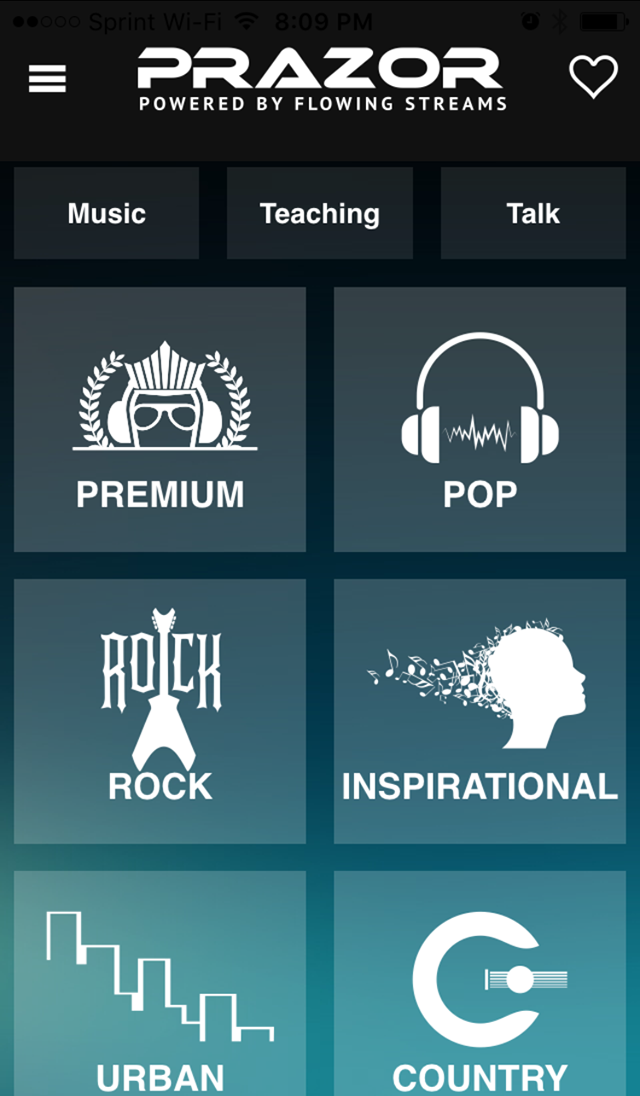 Sprint Wi-Fi 8:09 PM
PRAZOR
POWERED BY FLOWING STREAMS
Music Teaching Talk
PREMIUM POP
ROCK
ROCK INSPIRATIONAL
URBAN COUNTRY